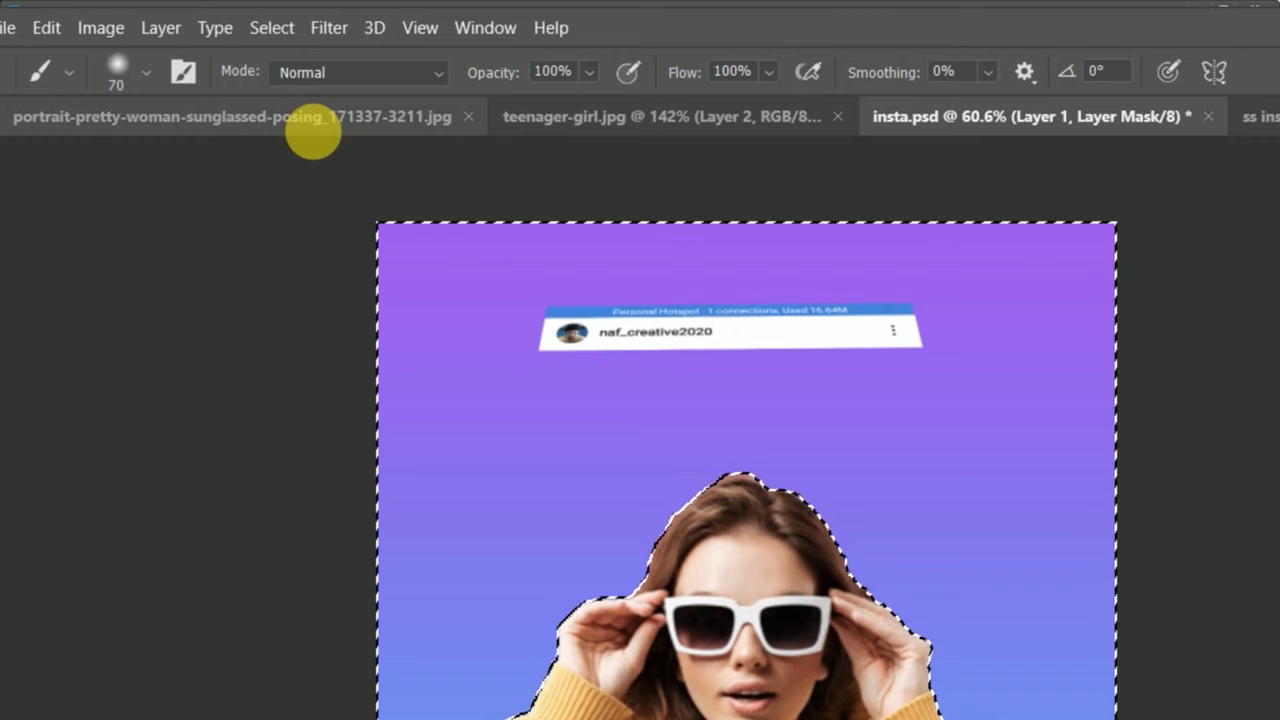 ile Edit Image Layer Type Select Filter 3D View Window Help
70 Mode: Normal Opacity: 100% Flow: 100% Smoothing: 0% 0°
portrait-pretty-woman-sunglassed-posing_171337-3211.jpg teenager-girl.jpg @ 142% (Layer 2, RGB/8... insta.psd @ 60.6% (Layer 1, Layer Mask/8) * ss ins
Personal Hotspot : 1 connections, Used 16.64M
naf_creative2020